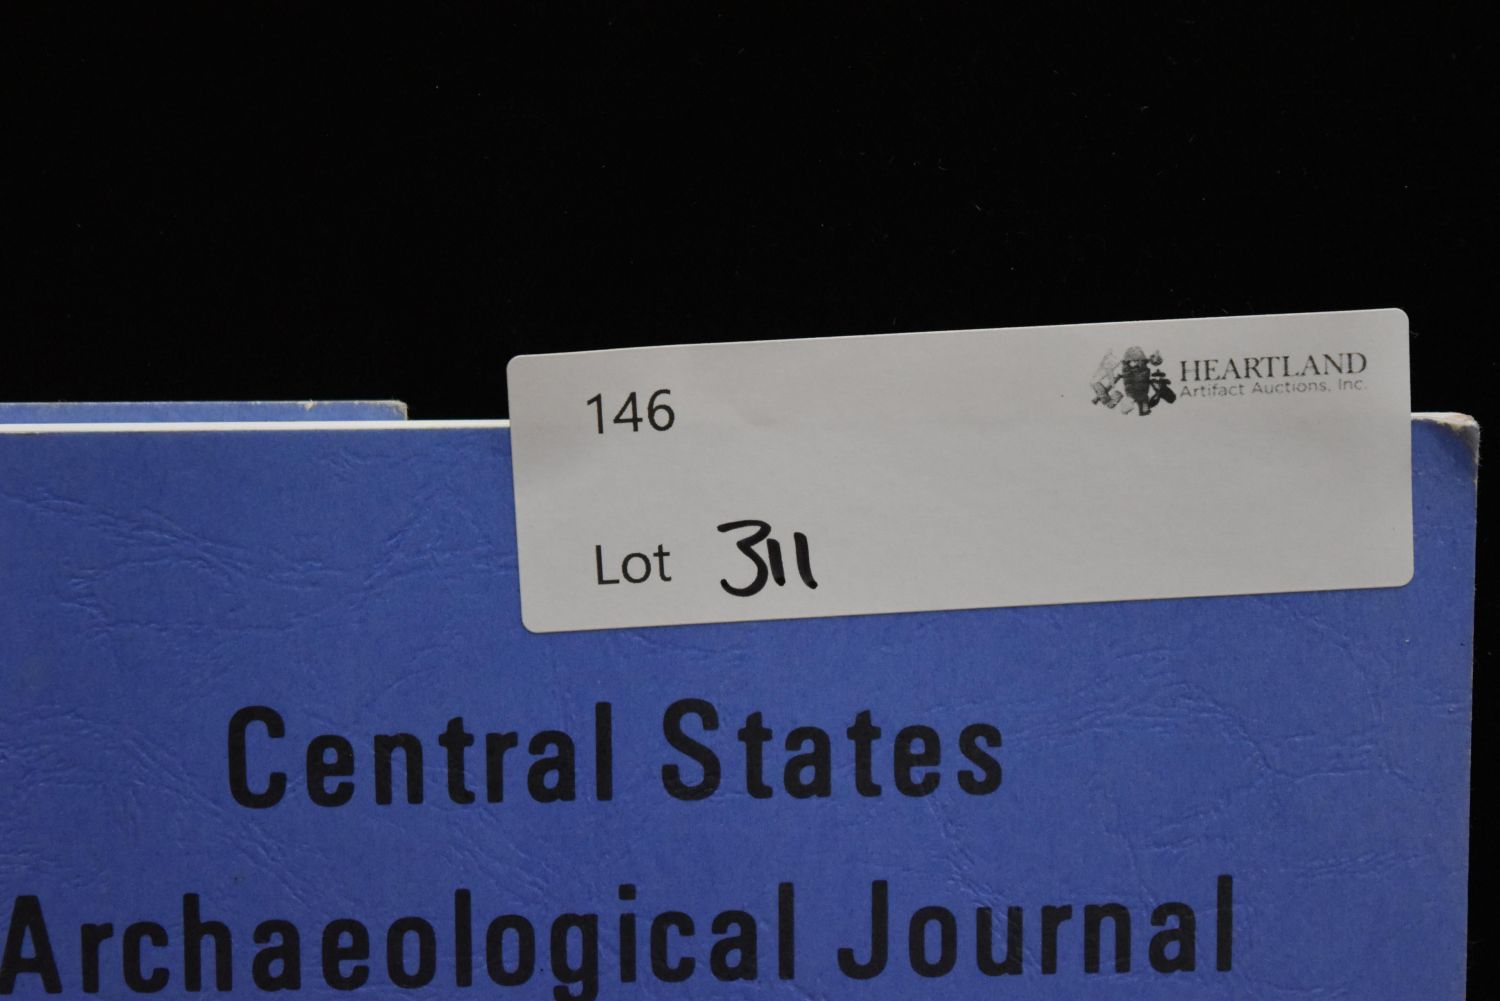 146
HEARTLAND
Artifact Auctions, Inc.
Lot 311
Central States
Archaeological Journal